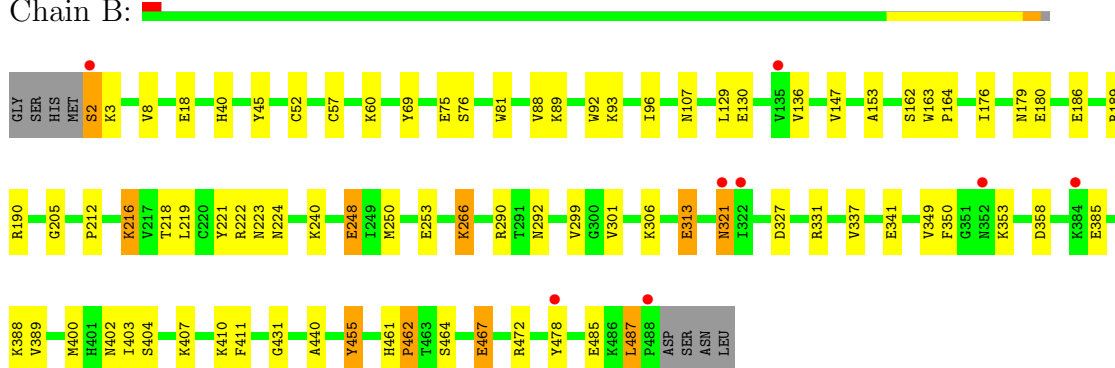 Chain B:
GLY SER HIS MET S2 K3 V8 E18 H40 Y45 C52 C57 K60 Y69 E75 S76 W81 V88 K89 W92 K93 I96 N107 L129 E130 V135 V136 V147 A153 S162 W163 P164 I176 N179 E180 E186 R189
R190 G205 P212 K216 V217 T218 L219 C220 Y221 R222 N223 N224 K240 E248 I249 M250 E253 K266 R290 T291 N292 V299 G300 V301 K306 E313 N321 I322 D327 R331 V337 E341 V349 F350 G351 N352 K353 D358 K384 E385
K388 V389 M400 H401 N402 I403 S404 K407 K410 F411 G431 A440 Y455 H461 P462 T463 S464 E467 R472 Y478 E485 K486 L487 P488 ASP SER ASN LEU